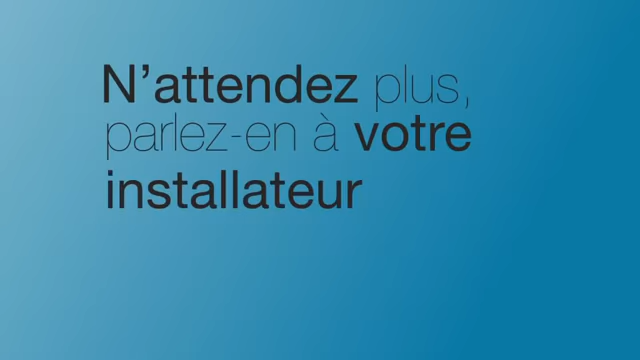 N’attendez plus,
parlez-en à votre
installateur